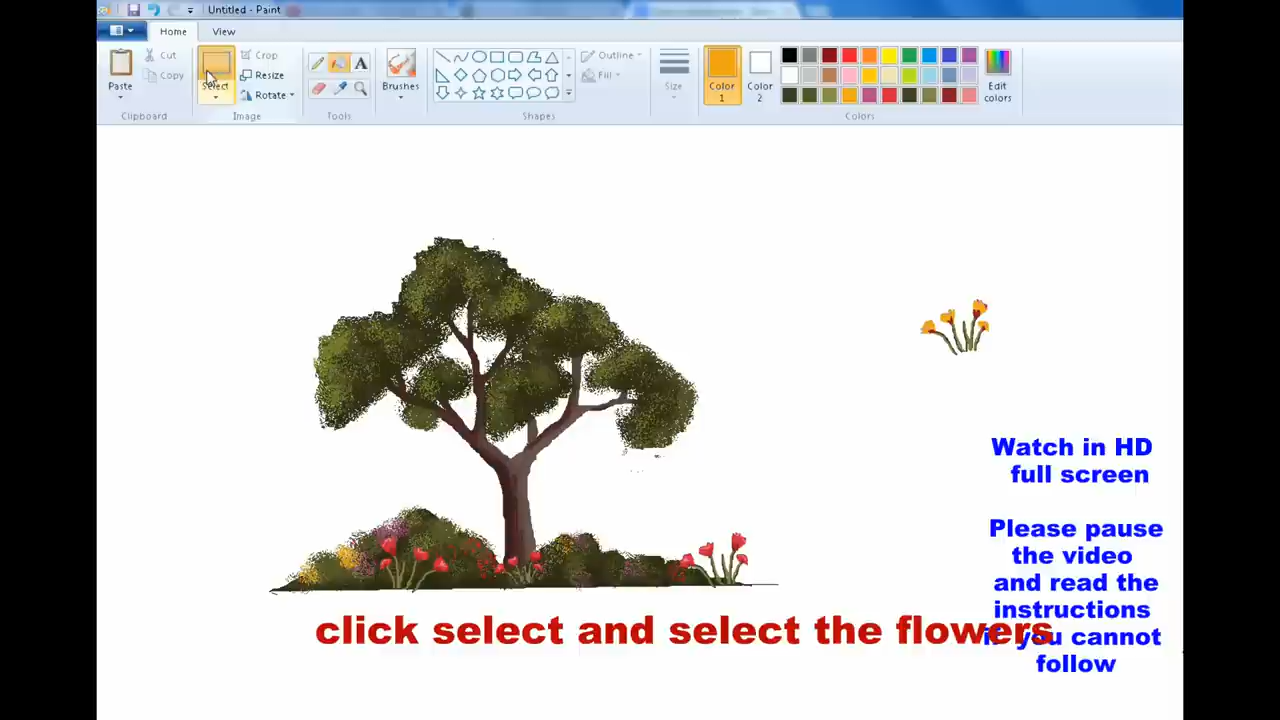 Untitled - Paint
Home View
Paste
Cut
Copy
Clipboard
Select
Crop
Resize
Rotate
Image
A
Tools
Brushes
Outline
Fill
Shapes
Size
Color 1
Color 2
Edit colors
Colors
Watch in HD
full screen
Please pause
the video
and read the
instructions
if you cannot
follow
click select and select the flowers